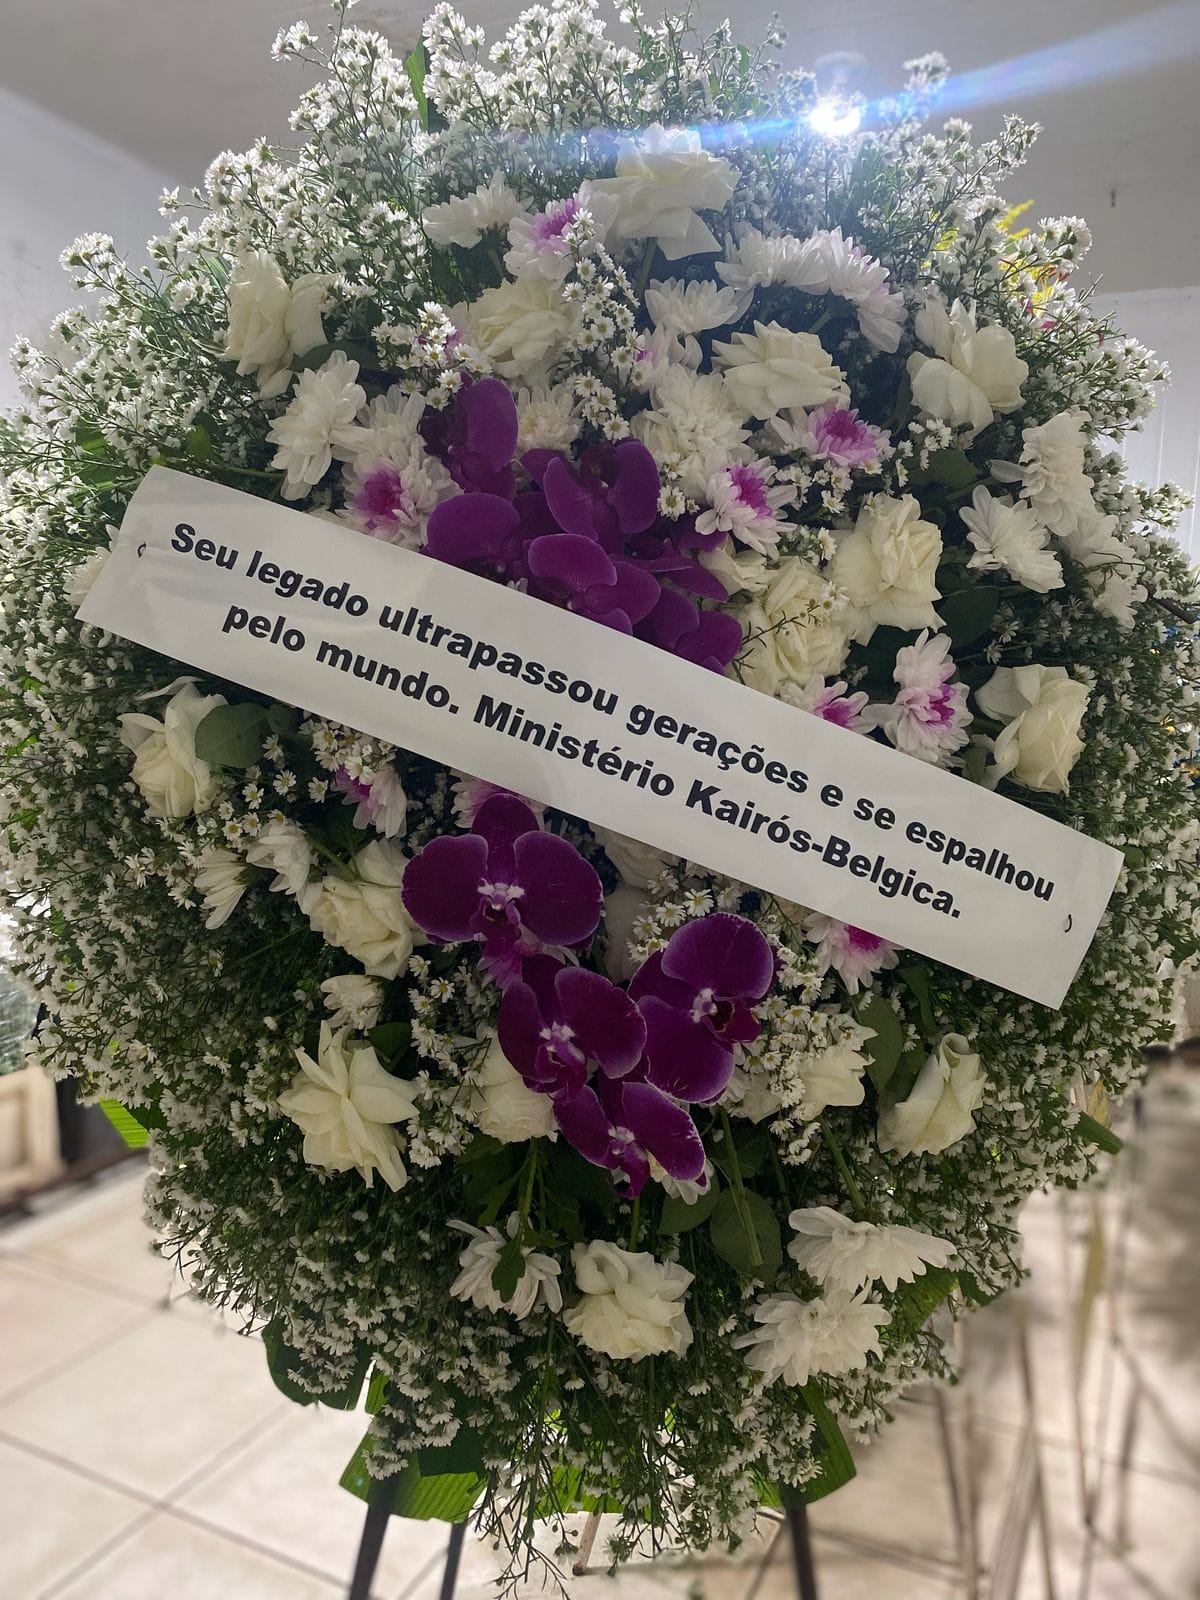 Seu legado ultrapassou gerações e se espalhou
pelo mundo. Ministério Kairós-Belgica.